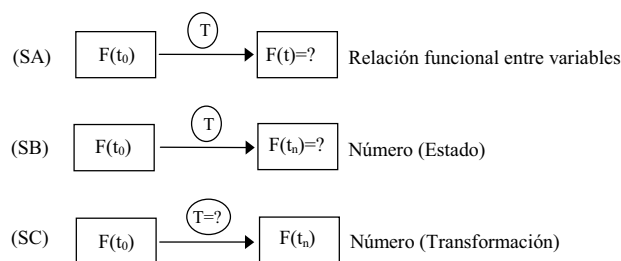 T
(SA) F(t₀) F(t)=? Relación funcional entre variables
T
(SB) F(t₀) F(tₙ)=? Número (Estado)
T=?
(SC) F(t₀) F(tₙ) Número (Transformación)